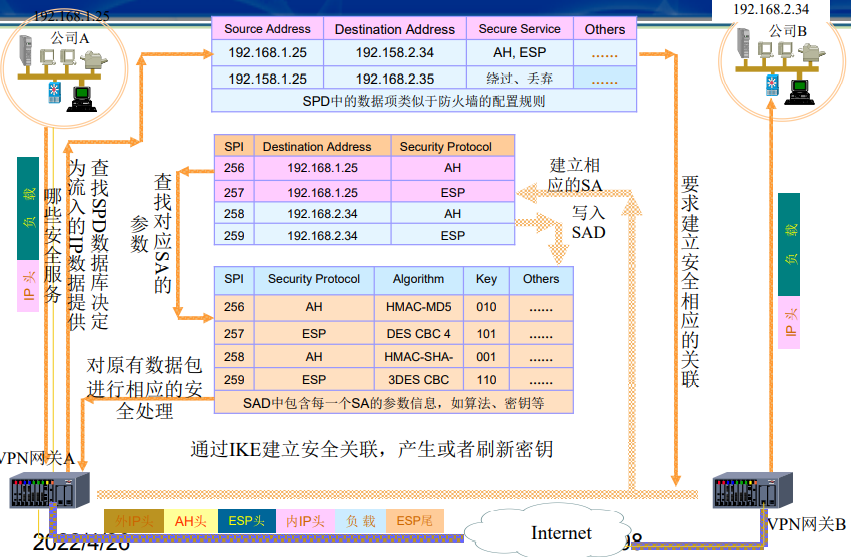 192.168.1.25
公司A
192.168.2.34
公司B
Source Address Destination Address Secure Service Others
192.168.1.25 192.158.2.34 AH, ESP ……
192.158.1.25 192.168.2.35 绕过、丢弃 ……
SPD中的数据项类似于防火墙的配置规则
SPI Destination Address Security Protocol
256 192.168.1.25 AH
257 192.168.1.25 ESP
258 192.168.2.34 AH
259 192.168.2.34 ESP
建立相
应的SA
写入
SAD
负 载
IP 头
查找SPD数据库决定
为流入的IP数据提供
哪些安全服务
查找对应SA的
参数
要求建立安全相应的关联
负 载
IP 头
SPI Security Protocol Algorithm Key Others
256 AH HMAC-MD5 010 ……
257 ESP DES CBC 4 101 ……
258 AH HMAC-SHA- 001 ……
259 ESP 3DES CBC 110 ……
SAD中包含每一个SA的参数信息，如算法、密钥等
对原有数据包
进行相应的安
全处理
通过IKE建立安全关联，产生或者刷新密钥
VPN网关A
VPN网关B
外IP头 AH头 ESP头 内IP头 负 载 ESP尾
Internet
2022/4/26
98